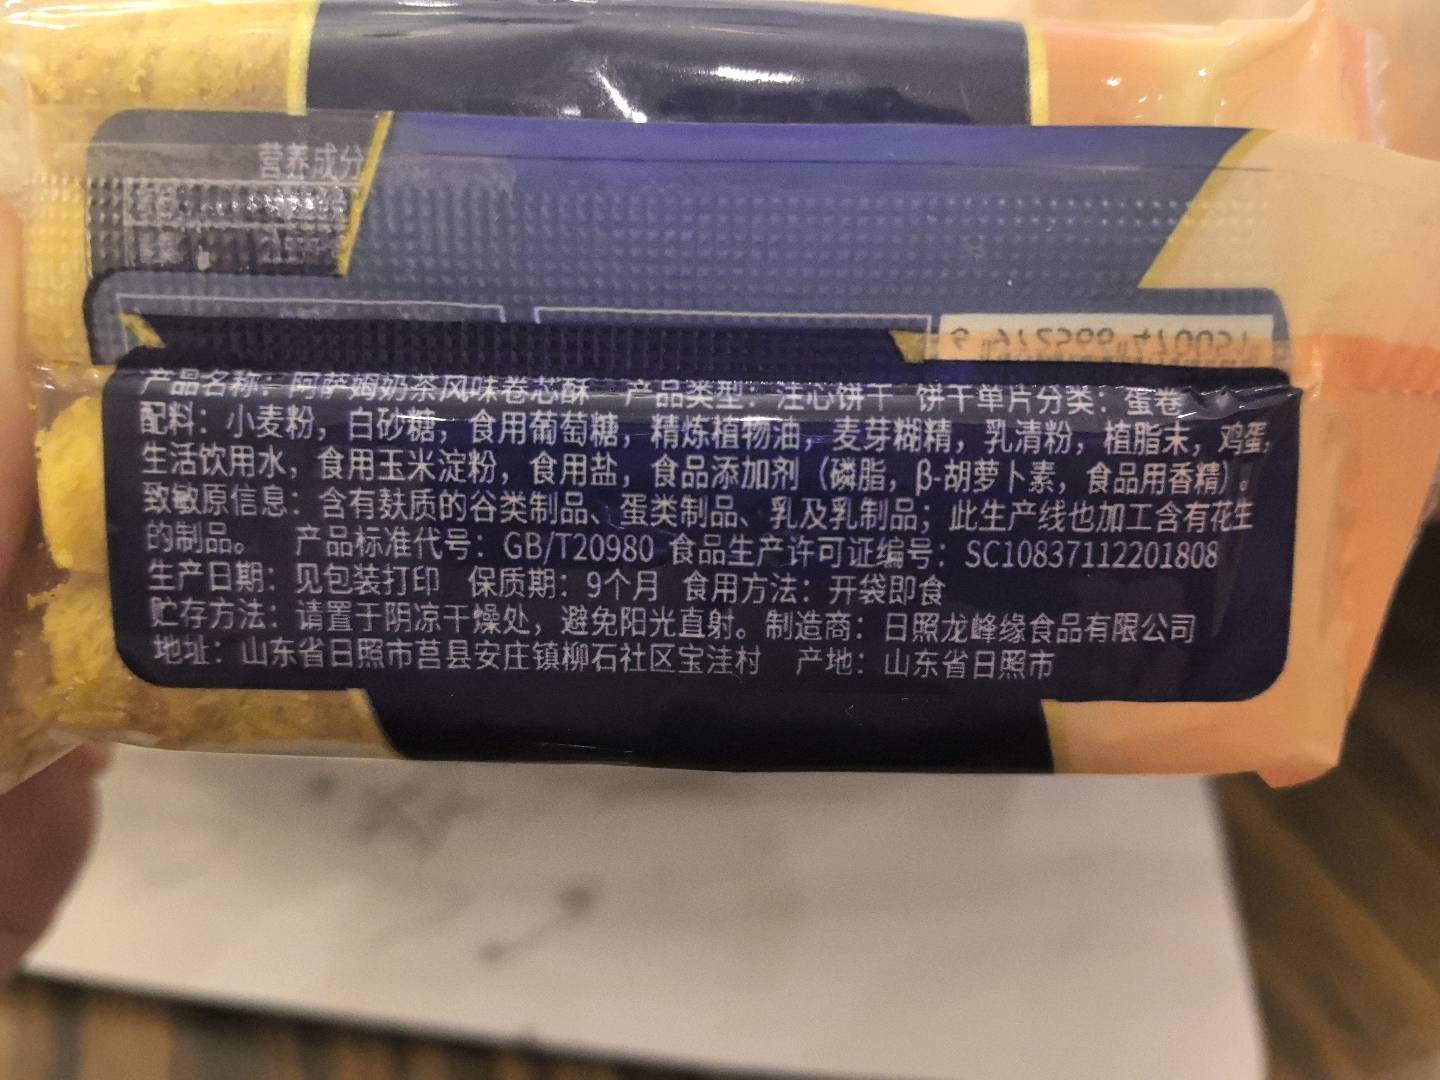 营养成分
产品名称：阿萨姆奶茶风味卷芯酥 产品类型：注心饼干 饼干单片分类：蛋卷
配料：小麦粉，白砂糖，食用葡萄糖，精炼植物油，麦芽糊精，乳清粉，植脂末，鸡蛋，
生活饮用水，食用玉米淀粉，食用盐，食品添加剂（磷脂，β-胡萝卜素，食品用香精）。
致敏原信息：含有麸质的谷类制品、蛋类制品、乳及乳制品；此生产线也加工含有花生
的制品。 产品标准代号：GB/T20980 食品生产许可证编号：SC10837112201808
生产日期：见包装打印 保质期：9个月 食用方法：开袋即食
贮存方法：请置于阴凉干燥处，避免阳光直射。制造商：日照龙峰缘食品有限公司
地址：山东省日照市莒县安庄镇柳石社区宝洼村 产地：山东省日照市